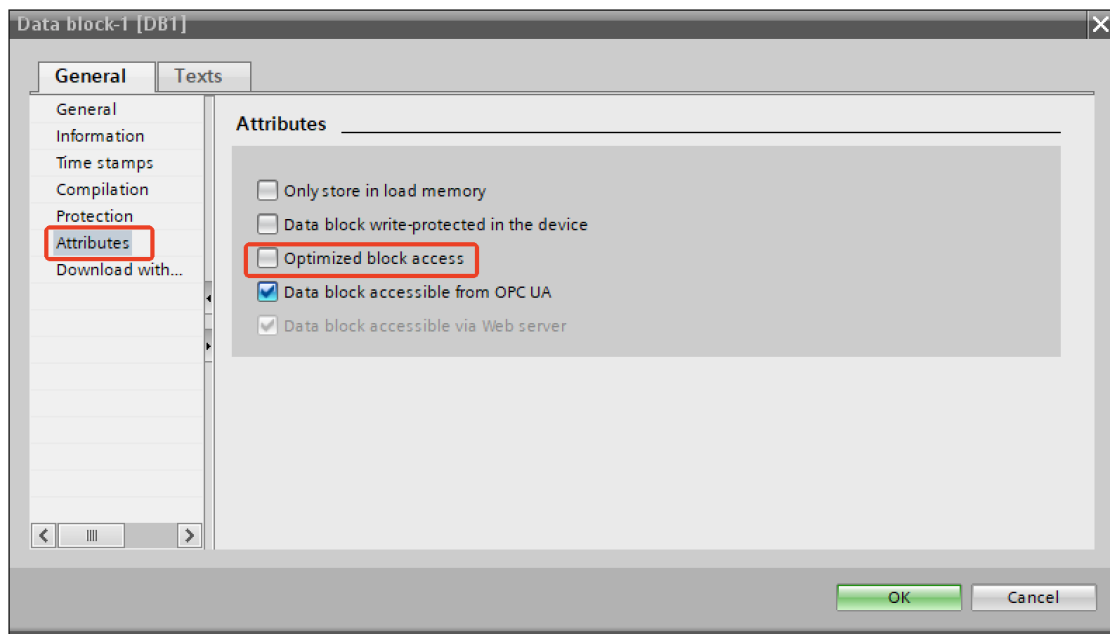 Data block-1 [DB1]
General
Texts
General
Information
Time stamps
Compilation
Protection
Attributes
Download with...
Attributes
Only store in load memory
Data block write-protected in the device
Optimized block access
Data block accessible from OPC UA
Data block accessible via Web server
OK
Cancel